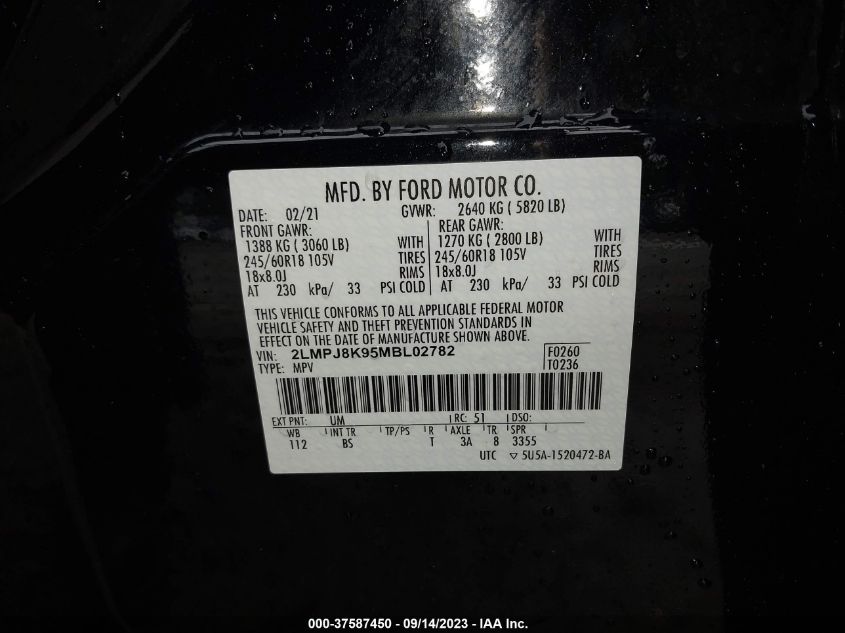 MFD. BY FORD MOTOR CO.
DATE: 02/21 GVWR: 2640 KG ( 5820 LB)
FRONT GAWR: REAR GAWR:
1388 KG ( 3060 LB) WITH 1270 KG ( 2800 LB) WITH
245/60R18 105V TIRES 245/60R18 105V TIRES
18x8.0J RIMS 18x8.0J RIMS
AT 230 kPa/ 33 PSI COLD AT 230 kPa/ 33 PSI COLD
THIS VEHICLE CONFORMS TO ALL APPLICABLE FEDERAL MOTOR
VEHICLE SAFETY AND THEFT PREVENTION STANDARDS IN
EFFECT ON THE DATE OF MANUFACTURE SHOWN ABOVE.
VIN: 2LMPJ8K95MBL02782 F0260
TYPE: MPV T0236
EXT PNT: UM RC: 51 DSO:
WB INT TR TP/PS R AXLE TR SPR
112 BS T 3A 8 3355
UTC ▽ 5U5A-1520472-BA
000-37587450 - 09/14/2023 - IAA Inc.